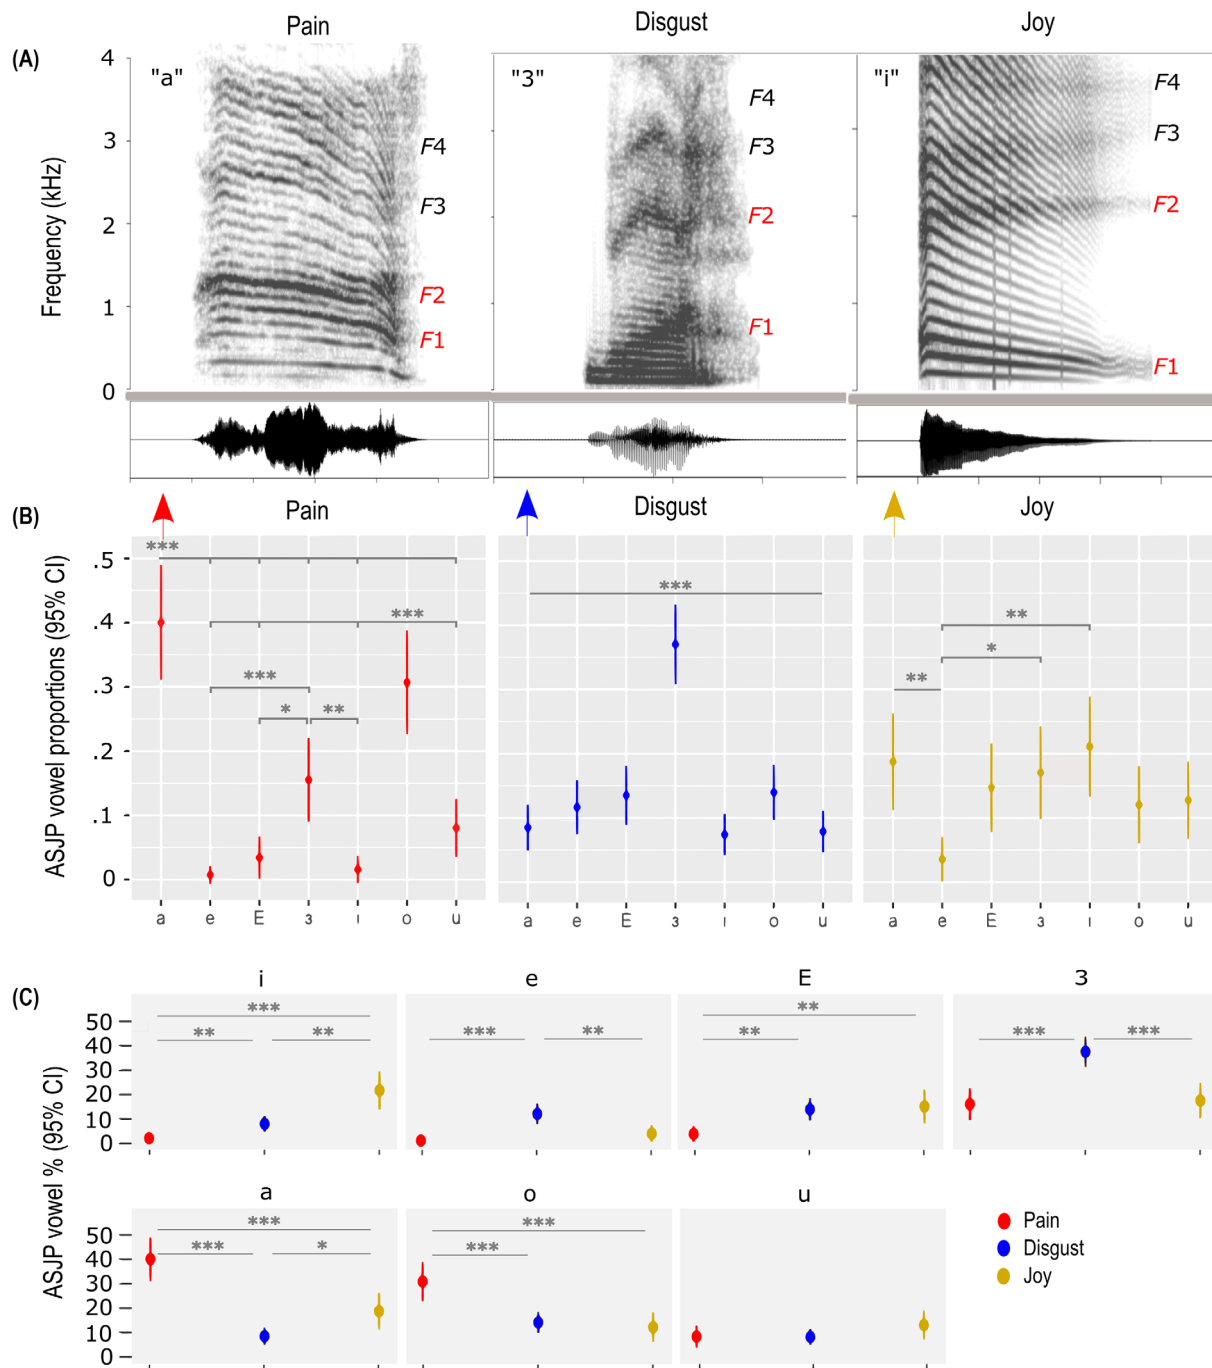 Pain Disgust Joy
(A)
4 3 2 1 0
Frequency (kHz)
"a" F4 F3 F2 F1
"3" F4 F3 F2 F1
"i" F4 F3 F2 F1
(B)
Pain Disgust Joy
ASJP vowel proportions (95% CI)
.5 .4 .3 .2 .1 0
*** *** *** * **
***
** * **
a e E 3 ı o u
a e E 3 ı o u
a e E 3 ı o u
(C)
i e E 3
ASJP vowel % (95% CI)
50 40 30 20 10 0
*** ** **
*** **
** **
*** ***
a o u
50 40 30 20 10 0
*** *** *
*** ***
Pain
Disgust
Joy